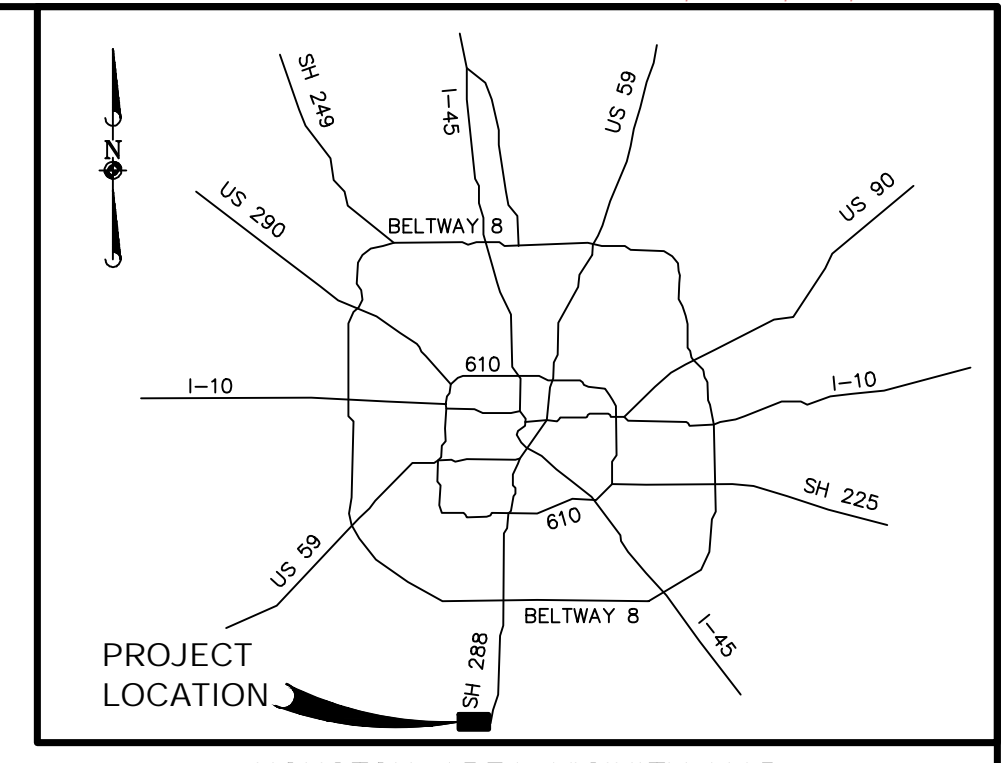 SH 249
I-45
US 59
N
US 290
US 90
BELTWAY 8
610
I-10
I-10
SH 225
610
US 59
BELTWAY 8
I-45
SH 288
PROJECT
LOCATION